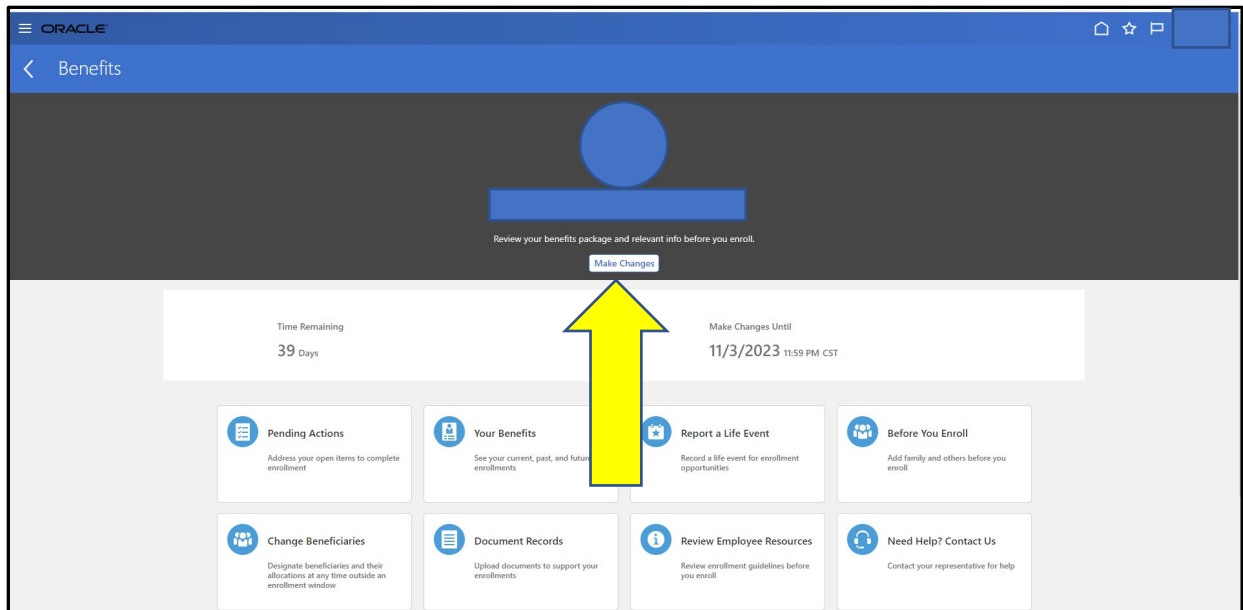 ORACLE
Benefits
Review your benefits package and relevant info before you enroll.
Make Changes
Time Remaining
39 Days
Make Changes Until
11/3/2023 11:59 PM CST
Pending Actions
Address your open items to complete
enrollment
Your Benefits
See your current, past, and future
enrollments
Report a Life Event
Record a life event for enrollment
opportunities
Before You Enroll
Add family and others before you
enroll
Change Beneficiaries
Designate beneficiaries and their
allocations at any time outside an
enrollment window
Document Records
Upload documents to support your
enrollments
Review Employee Resources
Review enrollment guidelines before
you enroll
Need Help? Contact Us
Contact your representative for help